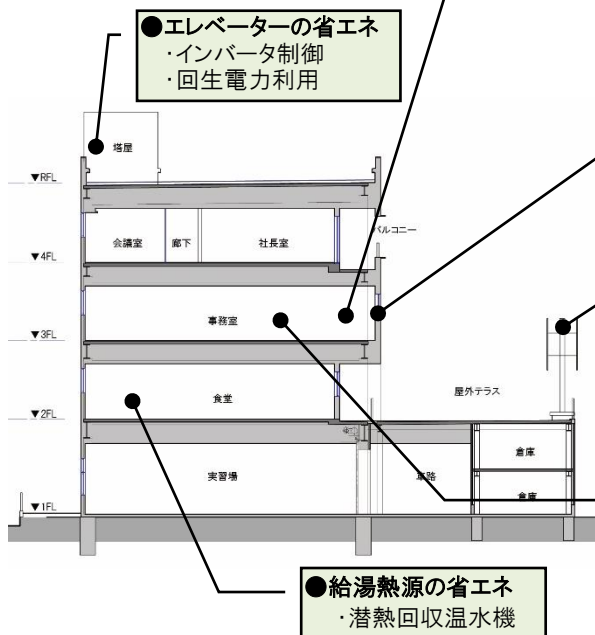 ●エレベーターの省エネ
・インバータ制御
・回生電力利用
塔屋
▼RFL
バルコニー
会議室
廊下
社長室
▼4FL
事務室
▼3FL
食堂
屋外テラス
▼2FL
倉庫
実習場
車路
倉庫
▼1FL
●給湯熱源の省エネ
・潜熱回収温水機